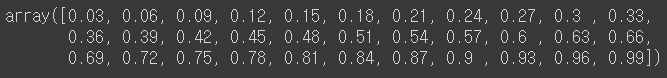 array([0.03, 0.06, 0.09, 0.12, 0.15, 0.18, 0.21, 0.24, 0.27, 0.3 , 0.33,
       0.36, 0.39, 0.42, 0.45, 0.48, 0.51, 0.54, 0.57, 0.6 , 0.63, 0.66,
       0.69, 0.72, 0.75, 0.78, 0.81, 0.84, 0.87, 0.9 , 0.93, 0.96, 0.99])